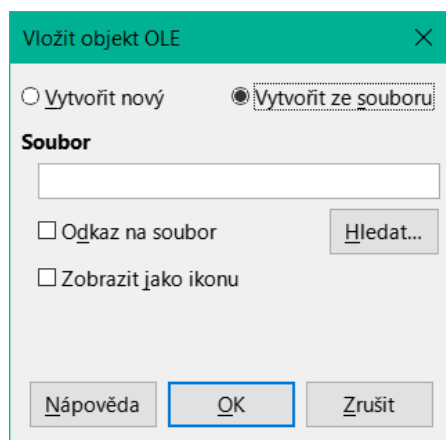 Vložit objekt OLE
Vytvořit nový Vytvořit ze souboru
Soubor
Odkaz na soubor Hledat...
Zobrazit jako ikonu
Nápověda OK Zrušit